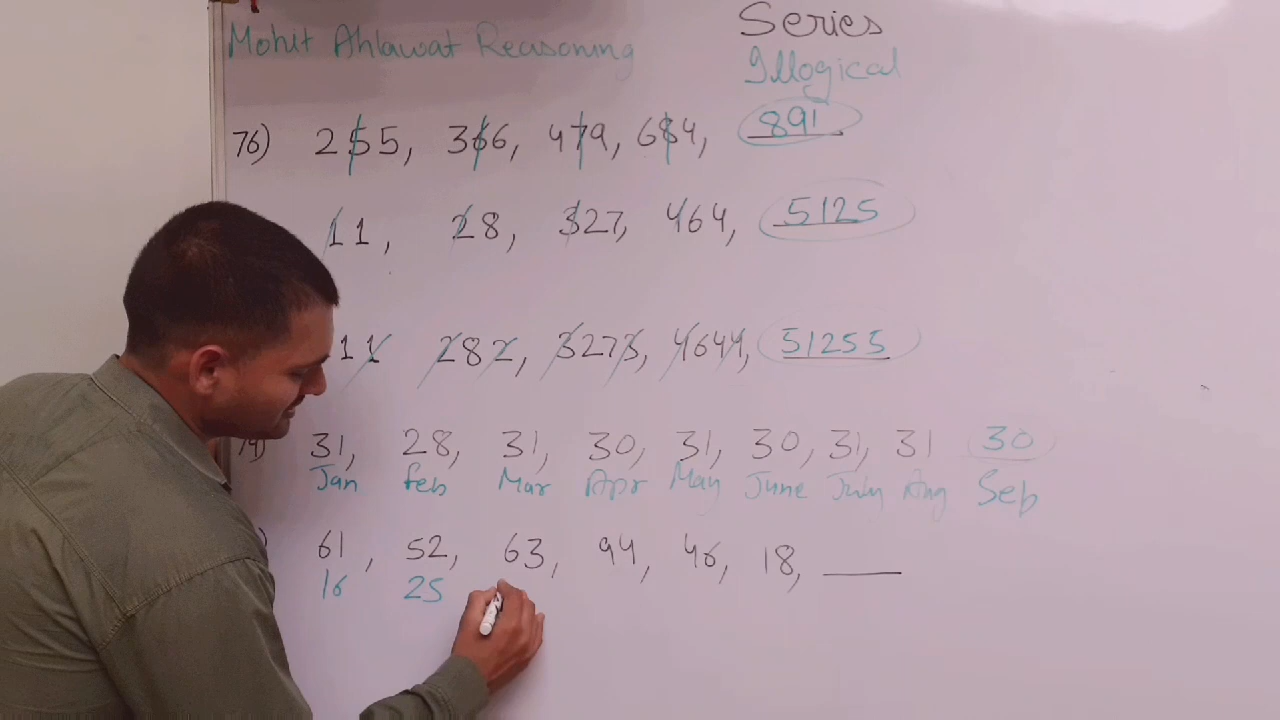 Series
Mohit Ahlawat Reasoning
Illogical
76) 255, 366, 479, 684, 891
11, 28, 327, 464, 5125
11, 282, 3273, 4644, 51255
79) 31, 28, 31, 30, 31, 30, 31, 31 30
Jan Feb Mar Apr May June July Aug Sep
) 61, 52, 63, 94, 46, 18, ____
16 25